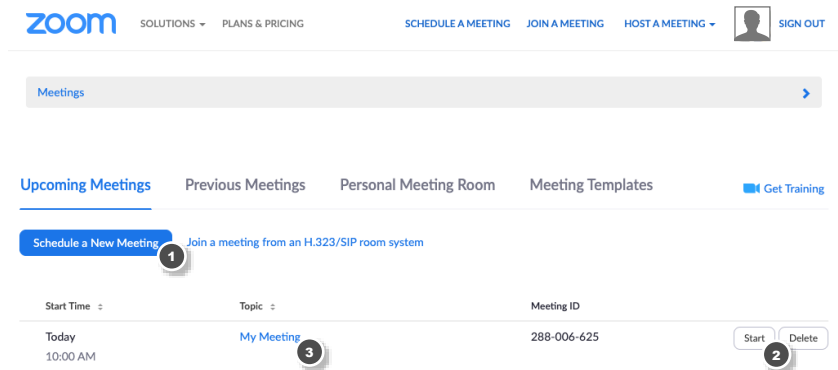 zoom SOLUTIONS PLANS & PRICING SCHEDULE A MEETING JOIN A MEETING HOST A MEETING SIGN OUT
Meetings
Upcoming Meetings Previous Meetings Personal Meeting Room Meeting Templates Get Training
Schedule a New Meeting Join a meeting from an H.323/SIP room system
1
Start Time Topic Meeting ID
Today My Meeting 288-006-625 Start Delete
10:00 AM 3 2